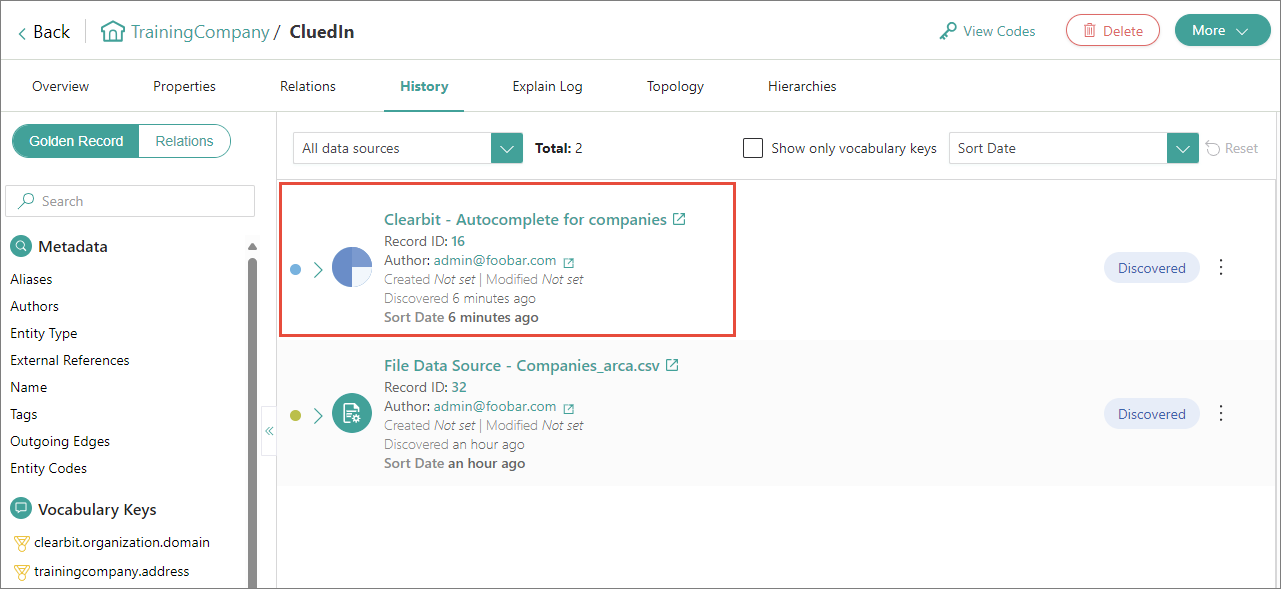 Back
TrainingCompany / CluedIn
View Codes
Delete
More
Overview
Properties
Relations
History
Explain Log
Topology
Hierarchies
Golden Record
Relations
All data sources
Total: 2
Show only vocabulary keys
Sort Date
Reset
Search
Metadata
Aliases
Authors
Entity Type
External References
Name
Tags
Outgoing Edges
Entity Codes
Vocabulary Keys
clearbit.organization.domain
trainingcompany.address
Clearbit - Autocomplete for companies
Record ID: 16
Author: admin@foobar.com
Created Not set | Modified Not set
Discovered 6 minutes ago
Sort Date 6 minutes ago
Discovered
File Data Source - Companies_arca.csv
Record ID: 32
Author: admin@foobar.com
Created Not set | Modified Not set
Discovered an hour ago
Sort Date an hour ago
Discovered